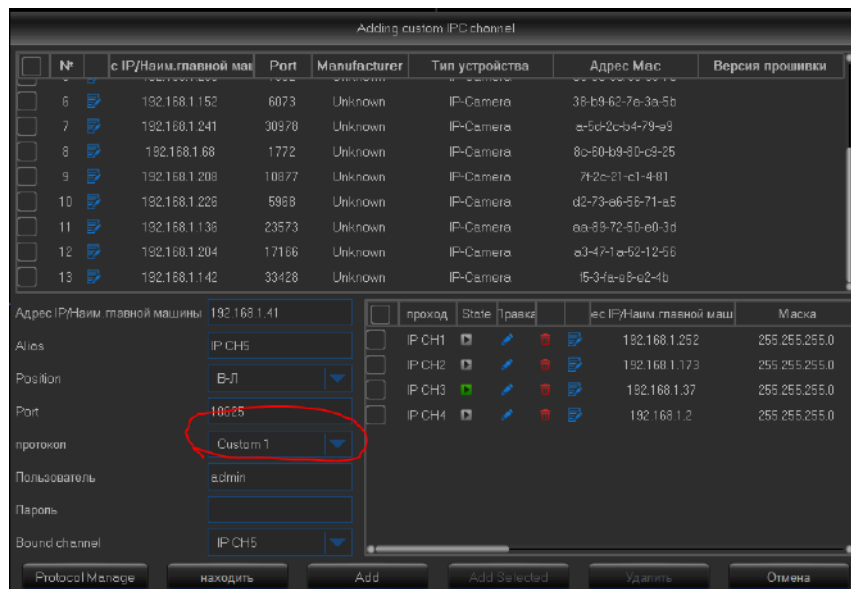 Adding custom IPC channel
№ с IP/Наим.главной маш Port Manufacturer Тип устройства Адрес Mac Версия прошивки
6 192.168.1.152 6073 Unknown IP-Camera 38-b9-62-7e-3a-5b
7 192.168.1.241 30978 Unknown IP-Camera a-5d-2c-b4-79-e9
8 192.168.1.68 1772 Unknown IP-Camera 8c-60-b9-80-c9-25
9 192.168.1.209 10877 Unknown IP-Camera 7f-2c-21-c1-4-81
10 192.168.1.226 5968 Unknown IP-Camera d2-73-a6-56-71-a5
11 192.168.1.136 23573 Unknown IP-Camera aa-89-72-50-e0-3d
12 192.168.1.204 17166 Unknown IP-Camera a3-47-1a-52-12-56
13 192.168.1.142 33428 Unknown IP-Camera f5-3-fa-e6-e2-4b
Адрес IP/Наим.главной машины 192.168.1.41
Alias IP CH5
Position В-Л
Port
протокол Custom 1
Пользователь admin
Пароль
Bound channel IP CH5
проход State Правка ес IP/Наим.главной маш Маска
IP CH1 192.168.1.252 255.255.255.0
IP CH2 192.168.1.173 255.255.255.0
IP CH3 192.168.1.37 255.255.255.0
IP CH4 192.168.1.2 255.255.255.0
Protocol Manage находить Add Add Selected Удалить Отмена